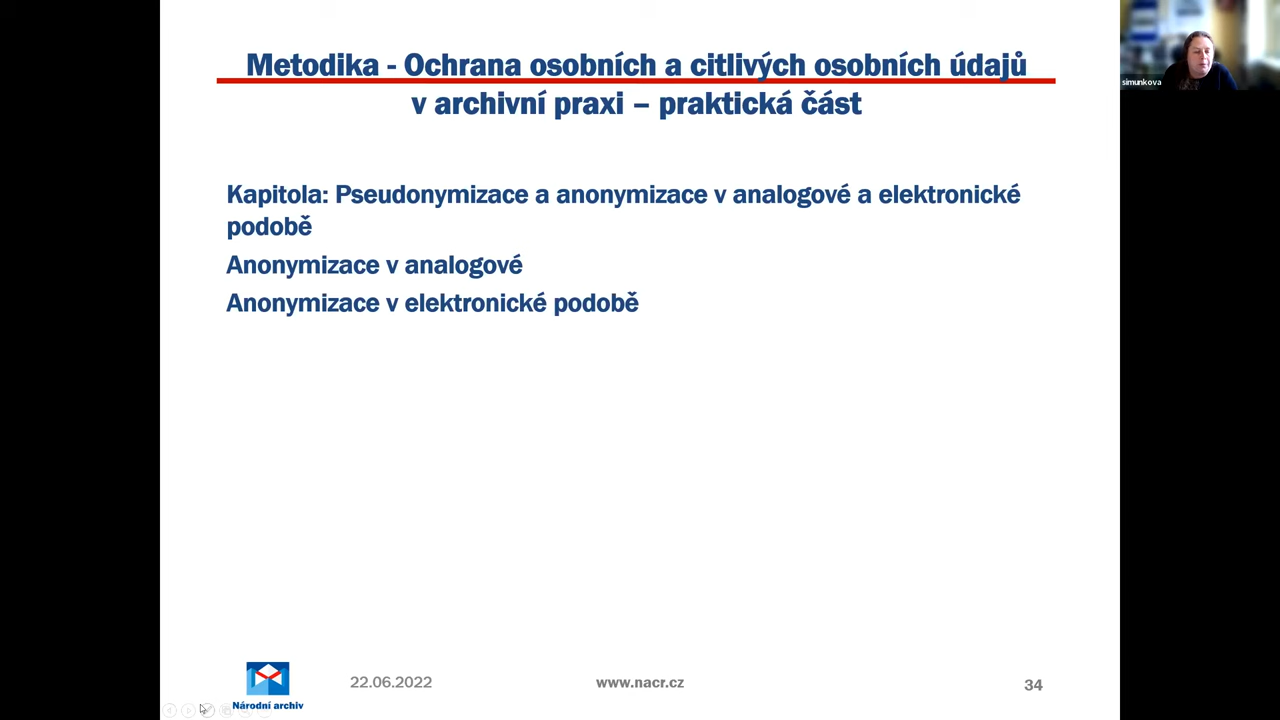 Metodika - Ochrana osobních a citlivých osobních údajů
v archivní praxi – praktická část
simunkova
Kapitola: Pseudonymizace a anonymizace v analogové a elektronické
podobě
Anonymizace v analogové
Anonymizace v elektronické podobě
Národní archiv
22.06.2022
www.nacr.cz
34